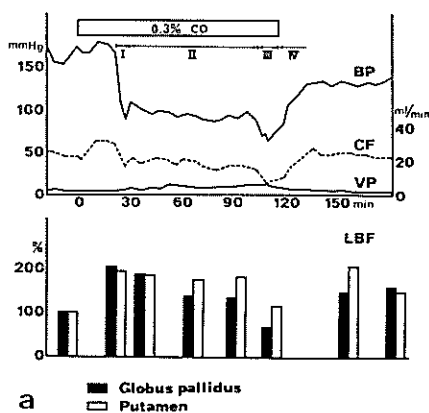 0.3% CO
mmHg
I II III IV
150
BP
100
ml/min
40
50
CF
20
VP
0
0
0 30 60 90 120 150 min
%
LBF
200
100
0
a
Globus pallidus
Putamen